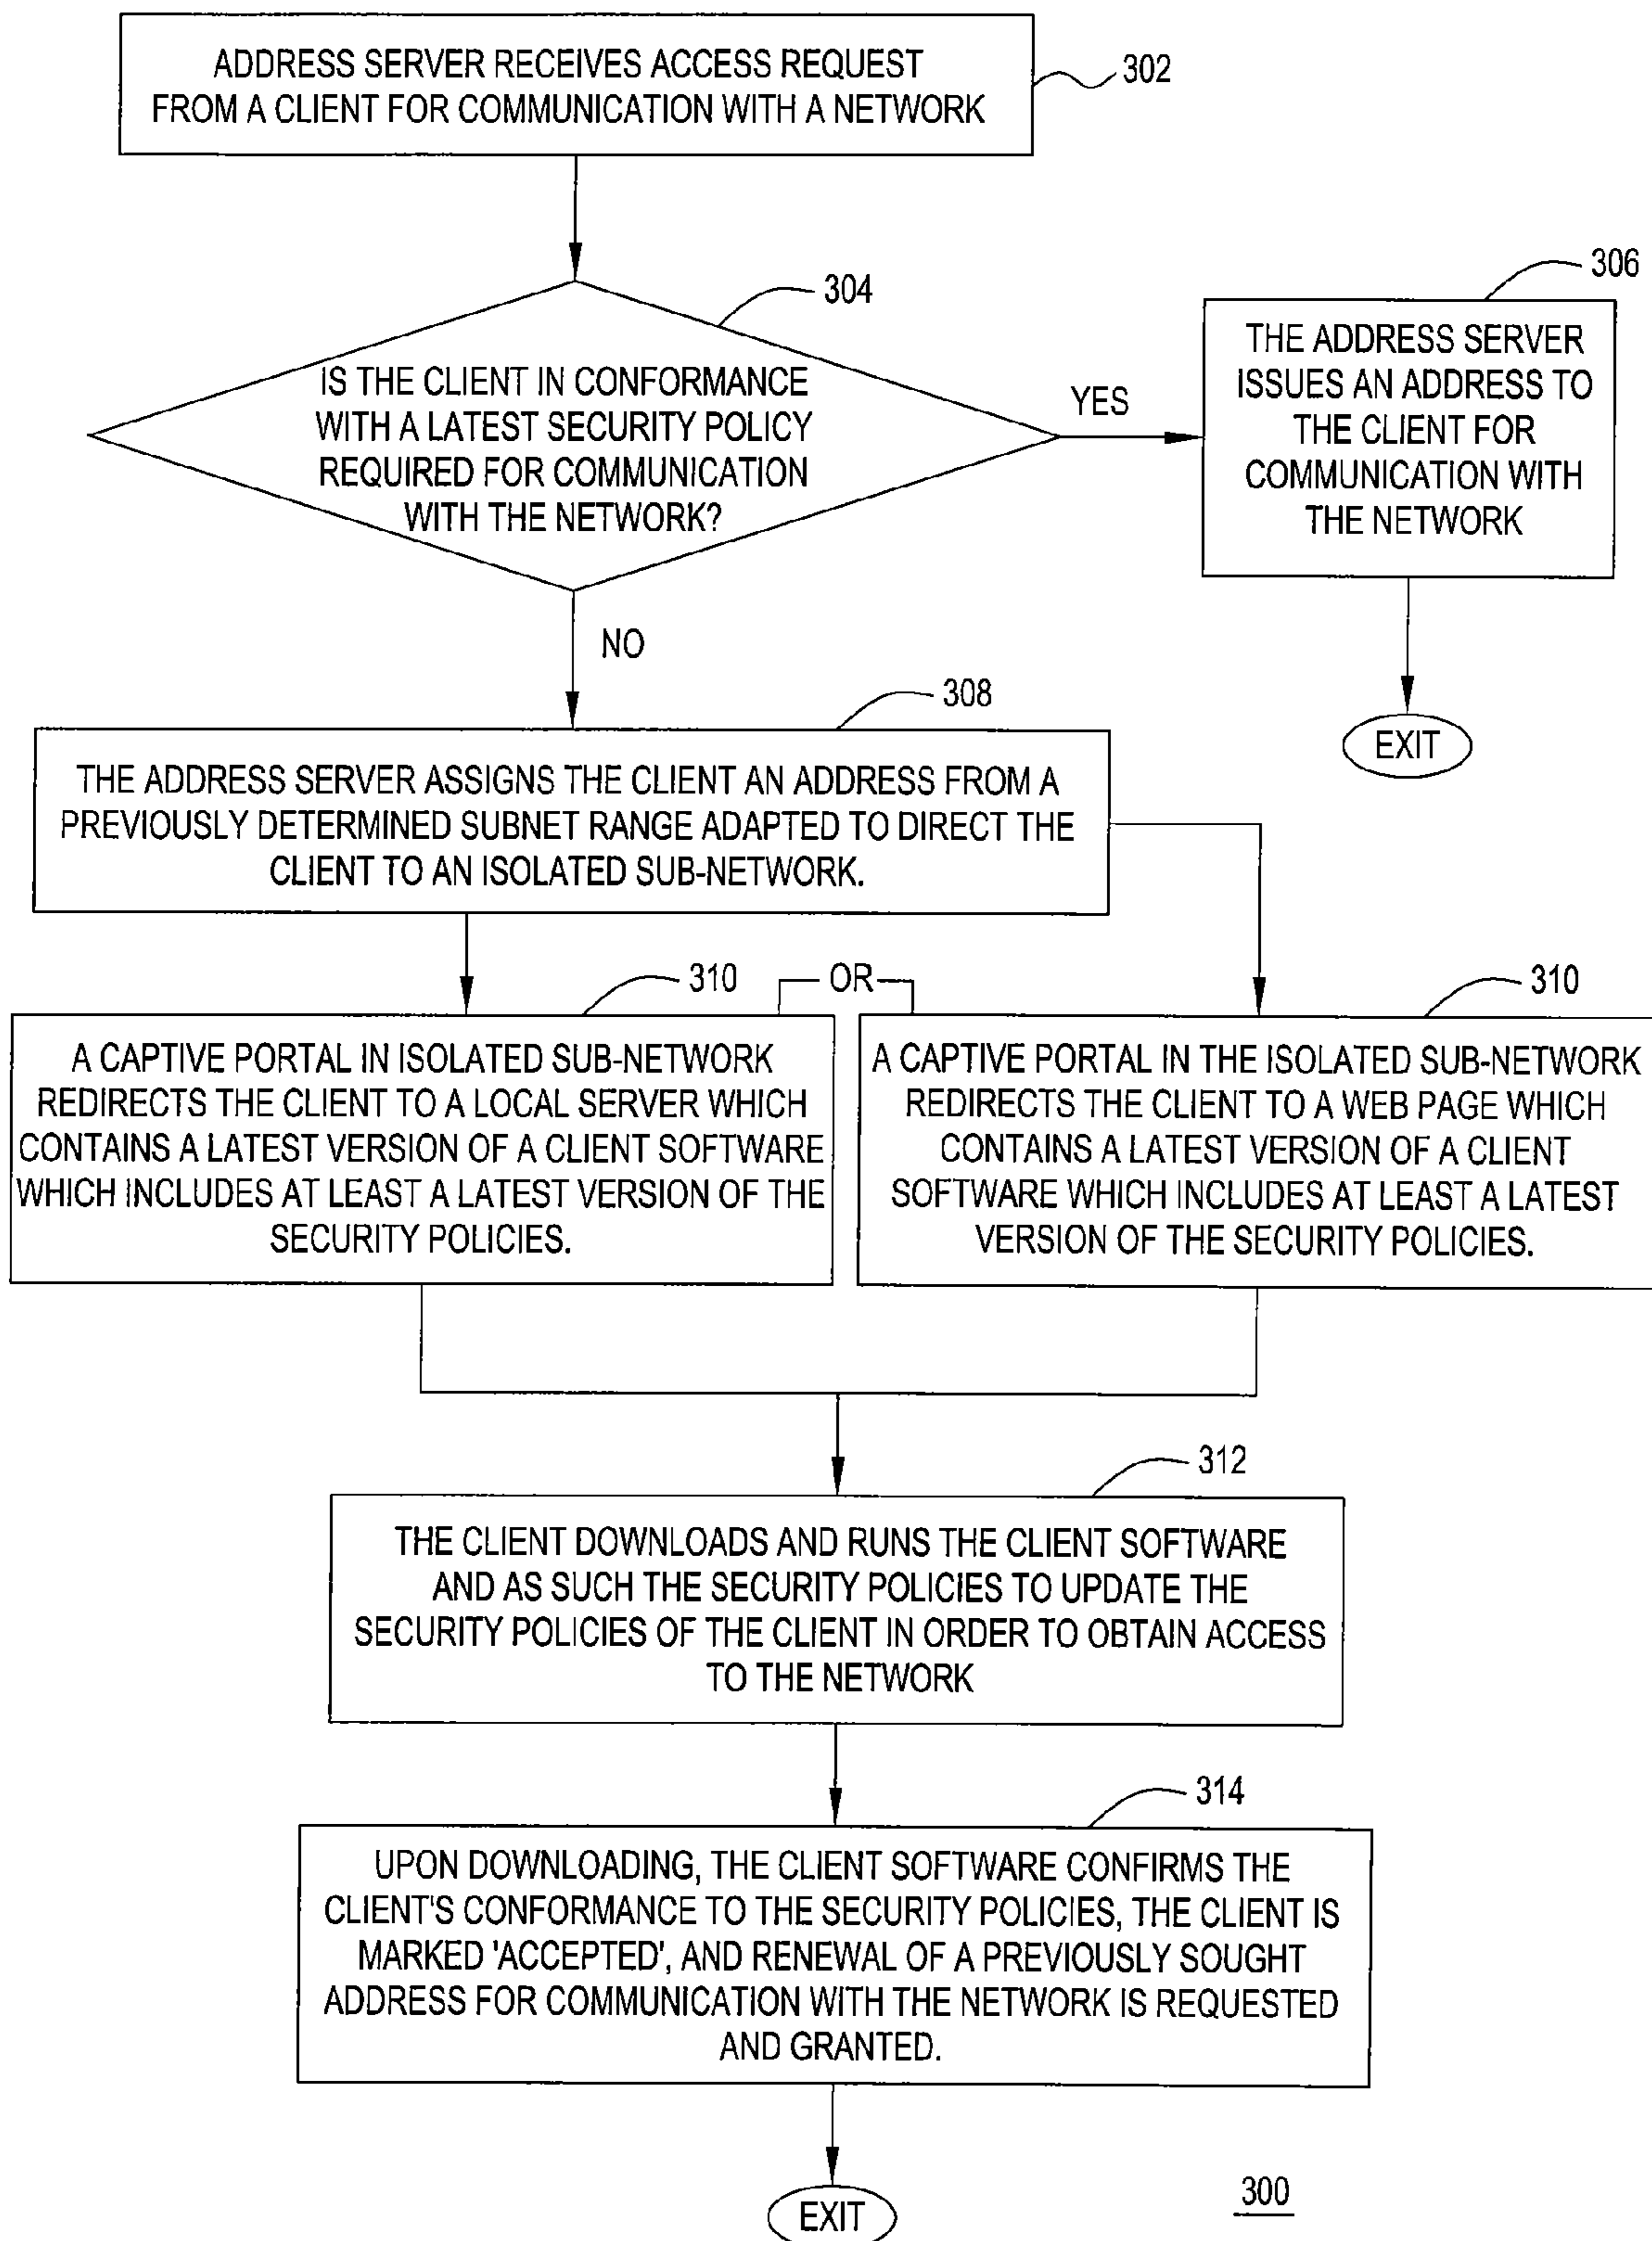 ADDRESS SERVER RECEIVES ACCESS REQUEST
FROM A CLIENT FOR COMMUNICATION WITH A NETWORK
302
304
IS THE CLIENT IN CONFORMANCE
WITH A LATEST SECURITY POLICY
REQUIRED FOR COMMUNICATION
WITH THE NETWORK?
YES
306
THE ADDRESS SERVER
ISSUES AN ADDRESS TO
THE CLIENT FOR
COMMUNICATION WITH
THE NETWORK
EXIT
NO
308
THE ADDRESS SERVER ASSIGNS THE CLIENT AN ADDRESS FROM A
PREVIOUSLY DETERMINED SUBNET RANGE ADAPTED TO DIRECT THE
CLIENT TO AN ISOLATED SUB-NETWORK.
310
OR
310
A CAPTIVE PORTAL IN ISOLATED SUB-NETWORK
REDIRECTS THE CLIENT TO A LOCAL SERVER WHICH
CONTAINS A LATEST VERSION OF A CLIENT SOFTWARE
WHICH INCLUDES AT LEAST A LATEST VERSION OF THE
SECURITY POLICIES.
A CAPTIVE PORTAL IN THE ISOLATED SUB-NETWORK
REDIRECTS THE CLIENT TO A WEB PAGE WHICH
CONTAINS A LATEST VERSION OF A CLIENT
SOFTWARE WHICH INCLUDES AT LEAST A LATEST
VERSION OF THE SECURITY POLICIES.
312
THE CLIENT DOWNLOADS AND RUNS THE CLIENT SOFTWARE
AND AS SUCH THE SECURITY POLICIES TO UPDATE THE
SECURITY POLICIES OF THE CLIENT IN ORDER TO OBTAIN ACCESS
TO THE NETWORK
314
UPON DOWNLOADING, THE CLIENT SOFTWARE CONFIRMS THE
CLIENT'S CONFORMANCE TO THE SECURITY POLICIES, THE CLIENT IS
MARKED 'ACCEPTED', AND RENEWAL OF A PREVIOUSLY SOUGHT
ADDRESS FOR COMMUNICATION WITH THE NETWORK IS REQUESTED
AND GRANTED.
EXIT
300